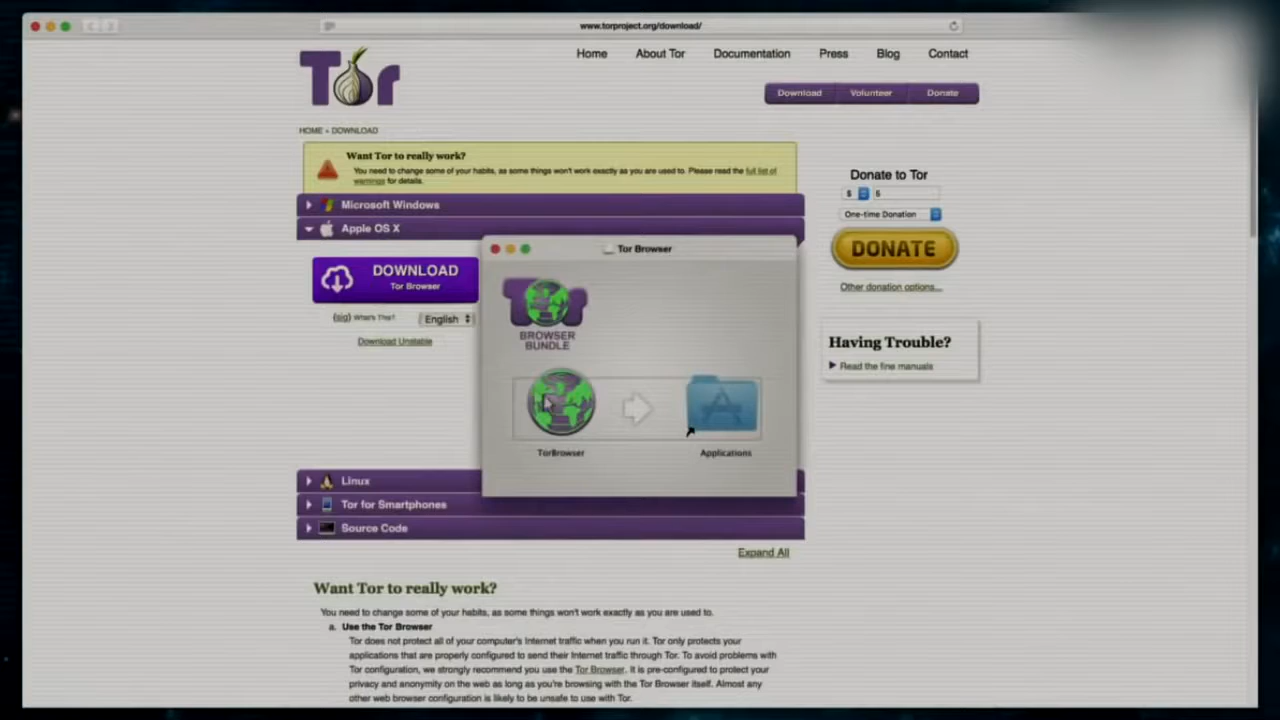 www.torproject.org/download/
Tor
Home About Tor Documentation Press Blog Contact
Download Volunteer Donate
HOME » DOWNLOAD
Want Tor to really work?
You need to change some of your habits, as some things won't work exactly as you are used to. Please read the full list of
warnings for details.
Donate to Tor
$ 5
One-time Donation
DONATE
Other donation options...
Having Trouble?
Read the fine manuals
Microsoft Windows
Apple OS X
DOWNLOAD
Tor Browser
(sig) What's This?
English
Download Unstable
Tor Browser
Tor
BROWSER
BUNDLE
TorBrowser
Applications
Linux
Tor for Smartphones
Source Code
Expand All
Want Tor to really work?
You need to change some of your habits, as some things won't work exactly as you are used to.
a. Use the Tor Browser
Tor does not protect all of your computer's Internet traffic when you run it. Tor only protects your
applications that are properly configured to send their Internet traffic through Tor. To avoid problems with
Tor configuration, we strongly recommend you use the Tor Browser. It is pre-configured to protect your
privacy and anonymity on the web as long as you're browsing with the Tor Browser itself. Almost any
other web browser configuration is likely to be unsafe to use with Tor.